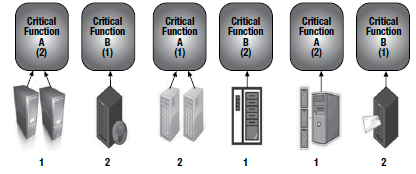 Critical Function A (2)
Critical Function B (1)
Critical Function A (1)
Critical Function B (2)
Critical Function A (2)
Critical Function B (1)
1 2 2 1 1 2